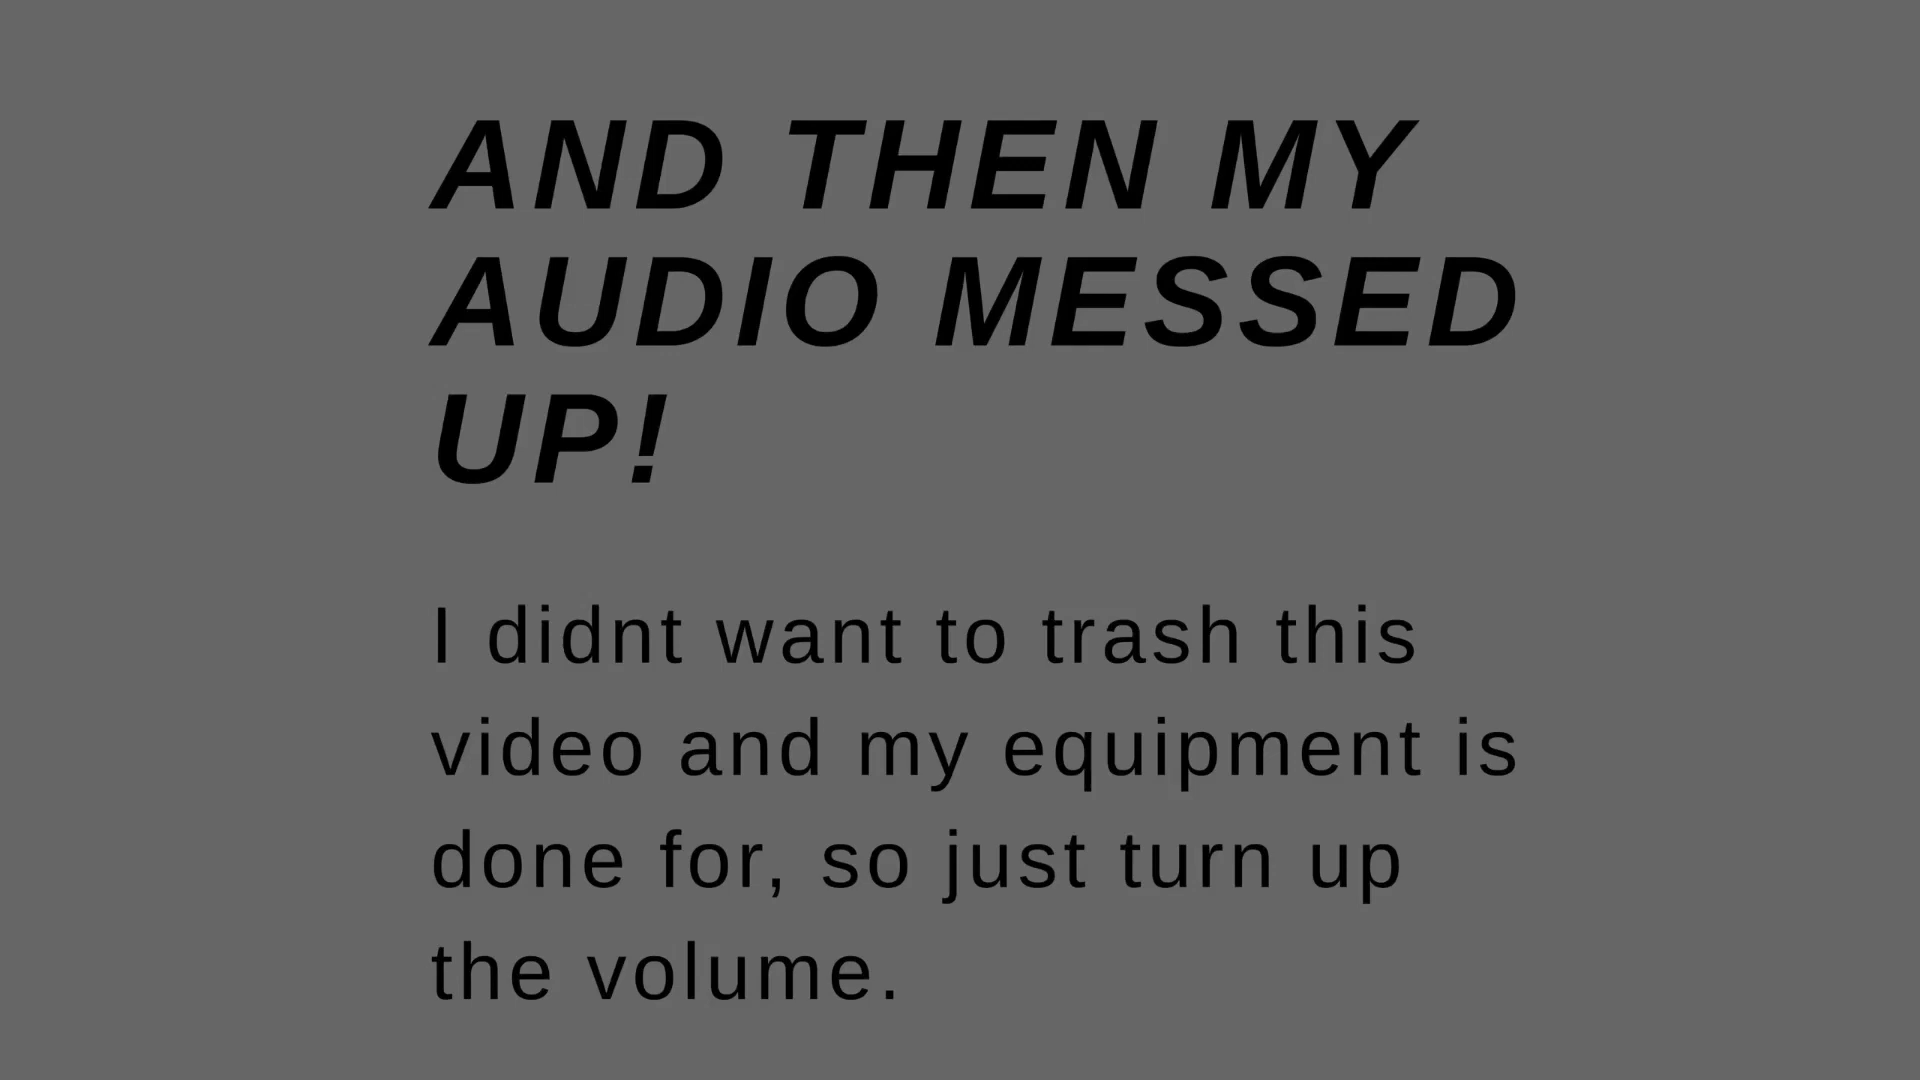 AND THEN MY
AUDIO MESSED
UP!
I didnt want to trash this
video and my equipment is
done for, so just turn up
the volume.